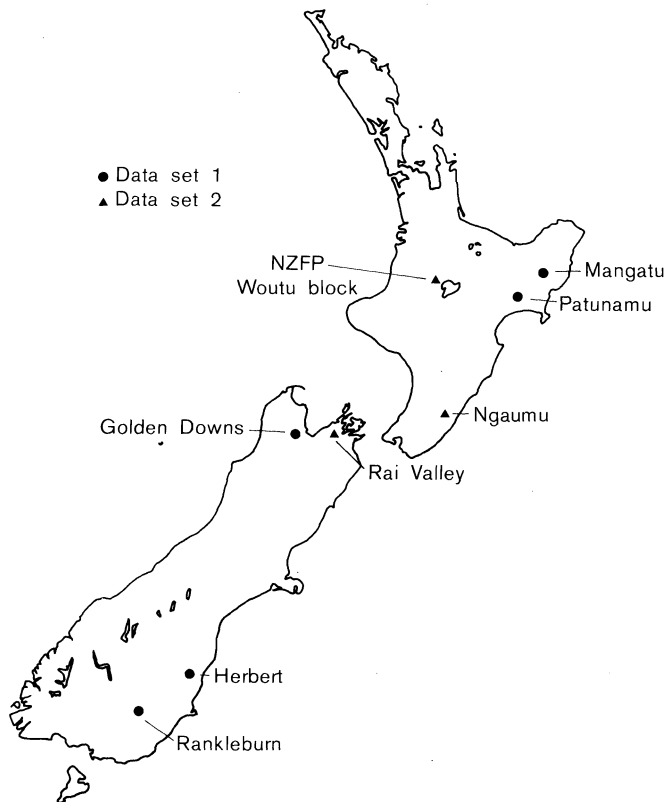 Data set 1
Data set 2
NZFP
Woutu block
Mangatu
Patunamu
Ngaumu
Golden Downs
Rai Valley
Herbert
Rankleburn